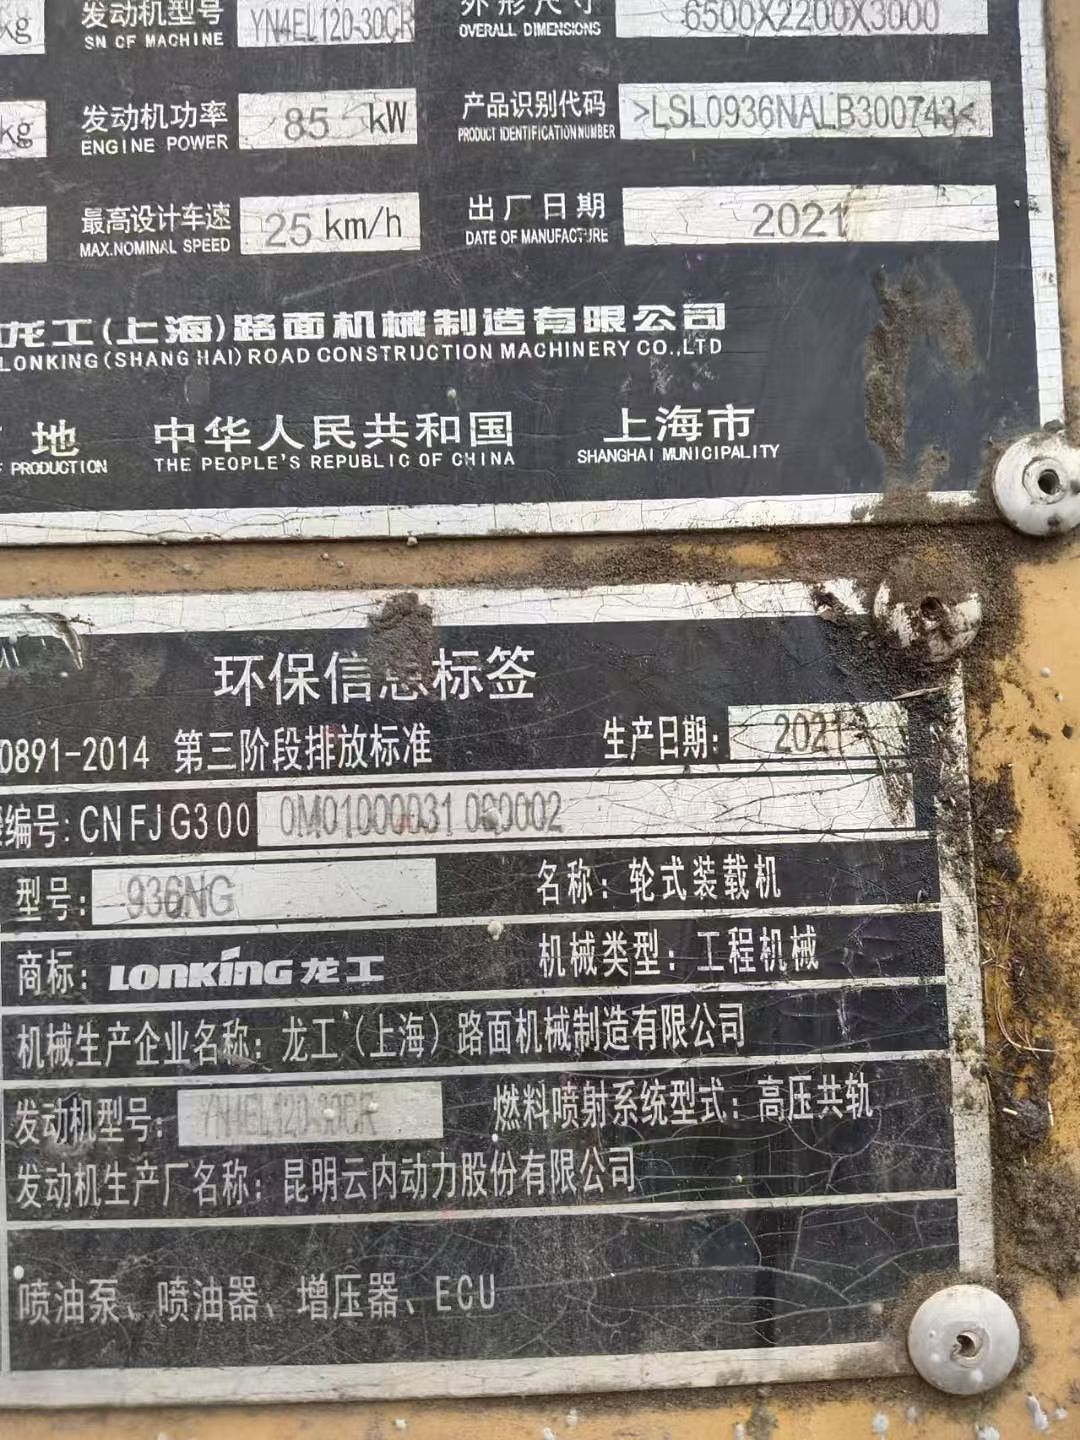 kg 发动机型号 YN4EL120-30CR 外形尺寸 6500X2200X3000
SN OF MACHINE OVERALL DIMENSIONS
kg 发动机功率 85 kW 产品识别代码 >LSL0936NALB300743<
ENGINE POWER PRODUCT IDENTIFICATION NUMBER
最高设计车速 25 km/h 出厂日期 2021
MAX.NOMINAL SPEED DATE OF MANUFACTURE
龙工(上海)路面机械制造有限公司
LONKING(SHANG HAI)ROAD CONSTRUCTION MACHINERY CO.,LTD
地 中华人民共和国 上海市
PRODUCTION THE PEOPLE'S REPUBLIC OF CHINA SHANGHAI MUNICIPALITY
环保信息标签
0891-2014 第三阶段排放标准 生产日期: 2021
编号: CNFJG300 0M01000031 060002
型号: 936NG 名称: 轮式装载机
商标: LONKING 龙工 机械类型: 工程机械
机械生产企业名称: 龙工(上海)路面机械制造有限公司
发动机型号: YN4EL120-30CR 燃料喷射系统型式: 高压共轨
发动机生产厂名称: 昆明云内动力股份有限公司
喷油泵、喷油器、增压器、ECU